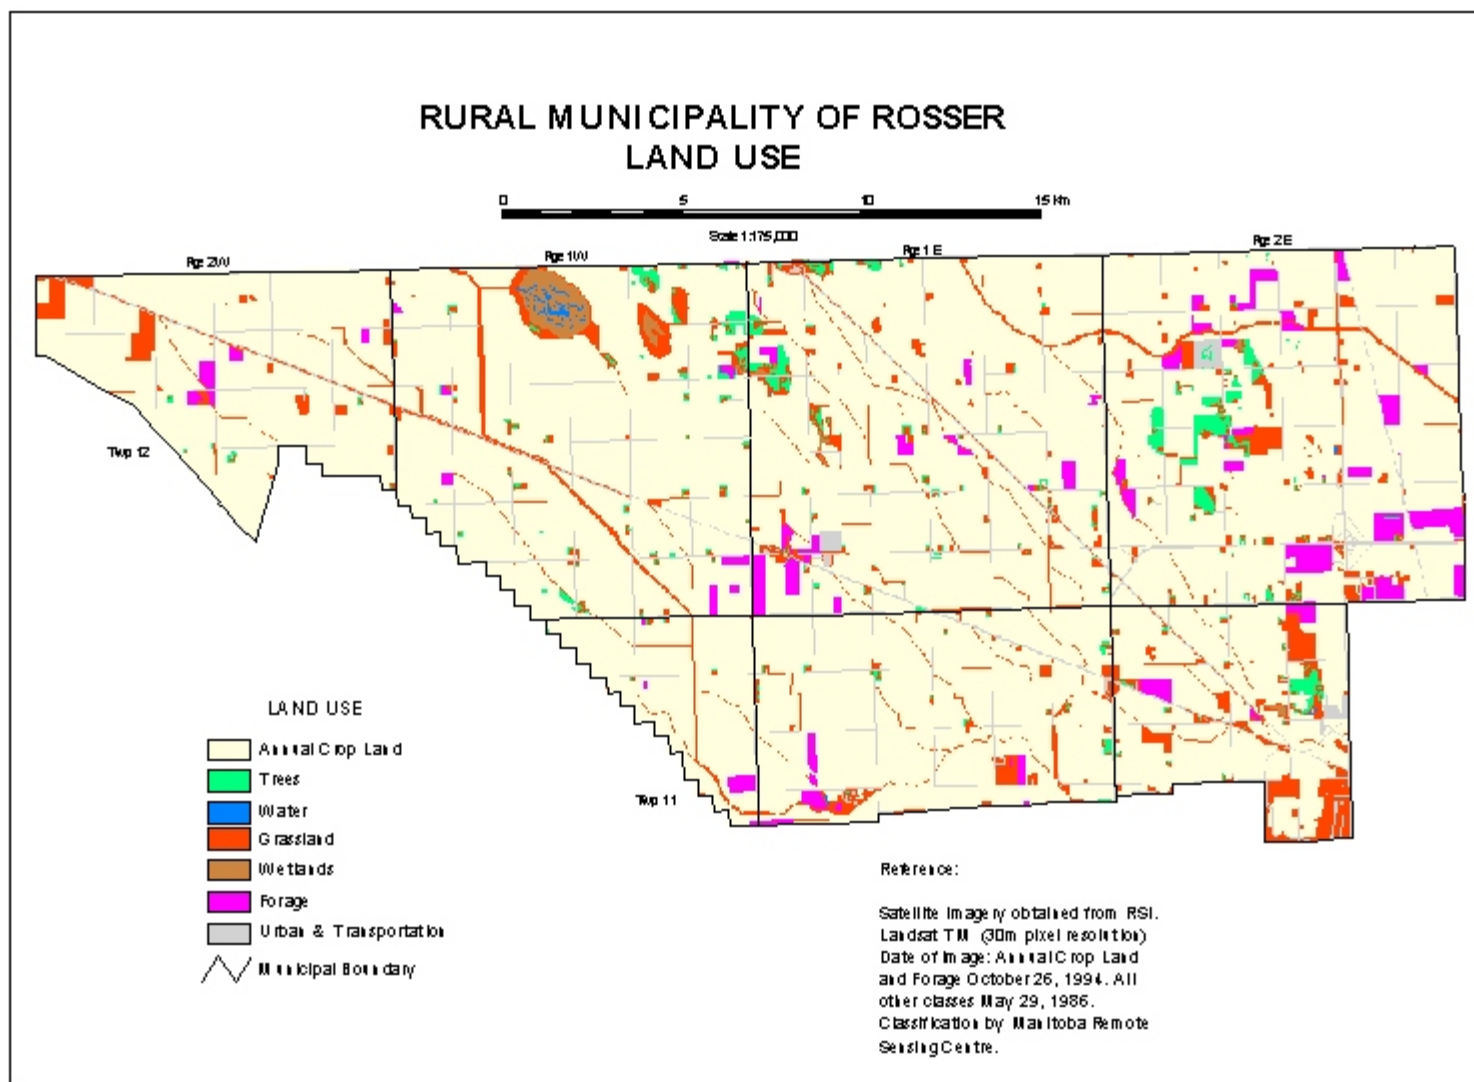 RURAL MUNICIPALITY OF ROSSER
LAND USE
0 5 10 15 km
Scale 1:175,000
Rge 2W Rge 1W Rge 1 E Rge 2 E
Twp 12
Twp 11
LAND USE
Annual Crop Land
Trees
Water
Grassland
Wetlands
Forage
Urban & Transportation
Municipal Boundary
Reference:
Satellite Imagery obtained from RSI.
Landsat TM (30m pixel resolution)
Date of Image: Annual Crop Land
and Forage October 26, 1994. All
other classes May 29, 1986.
Classification by Manitoba Remote
Sensing Centre.